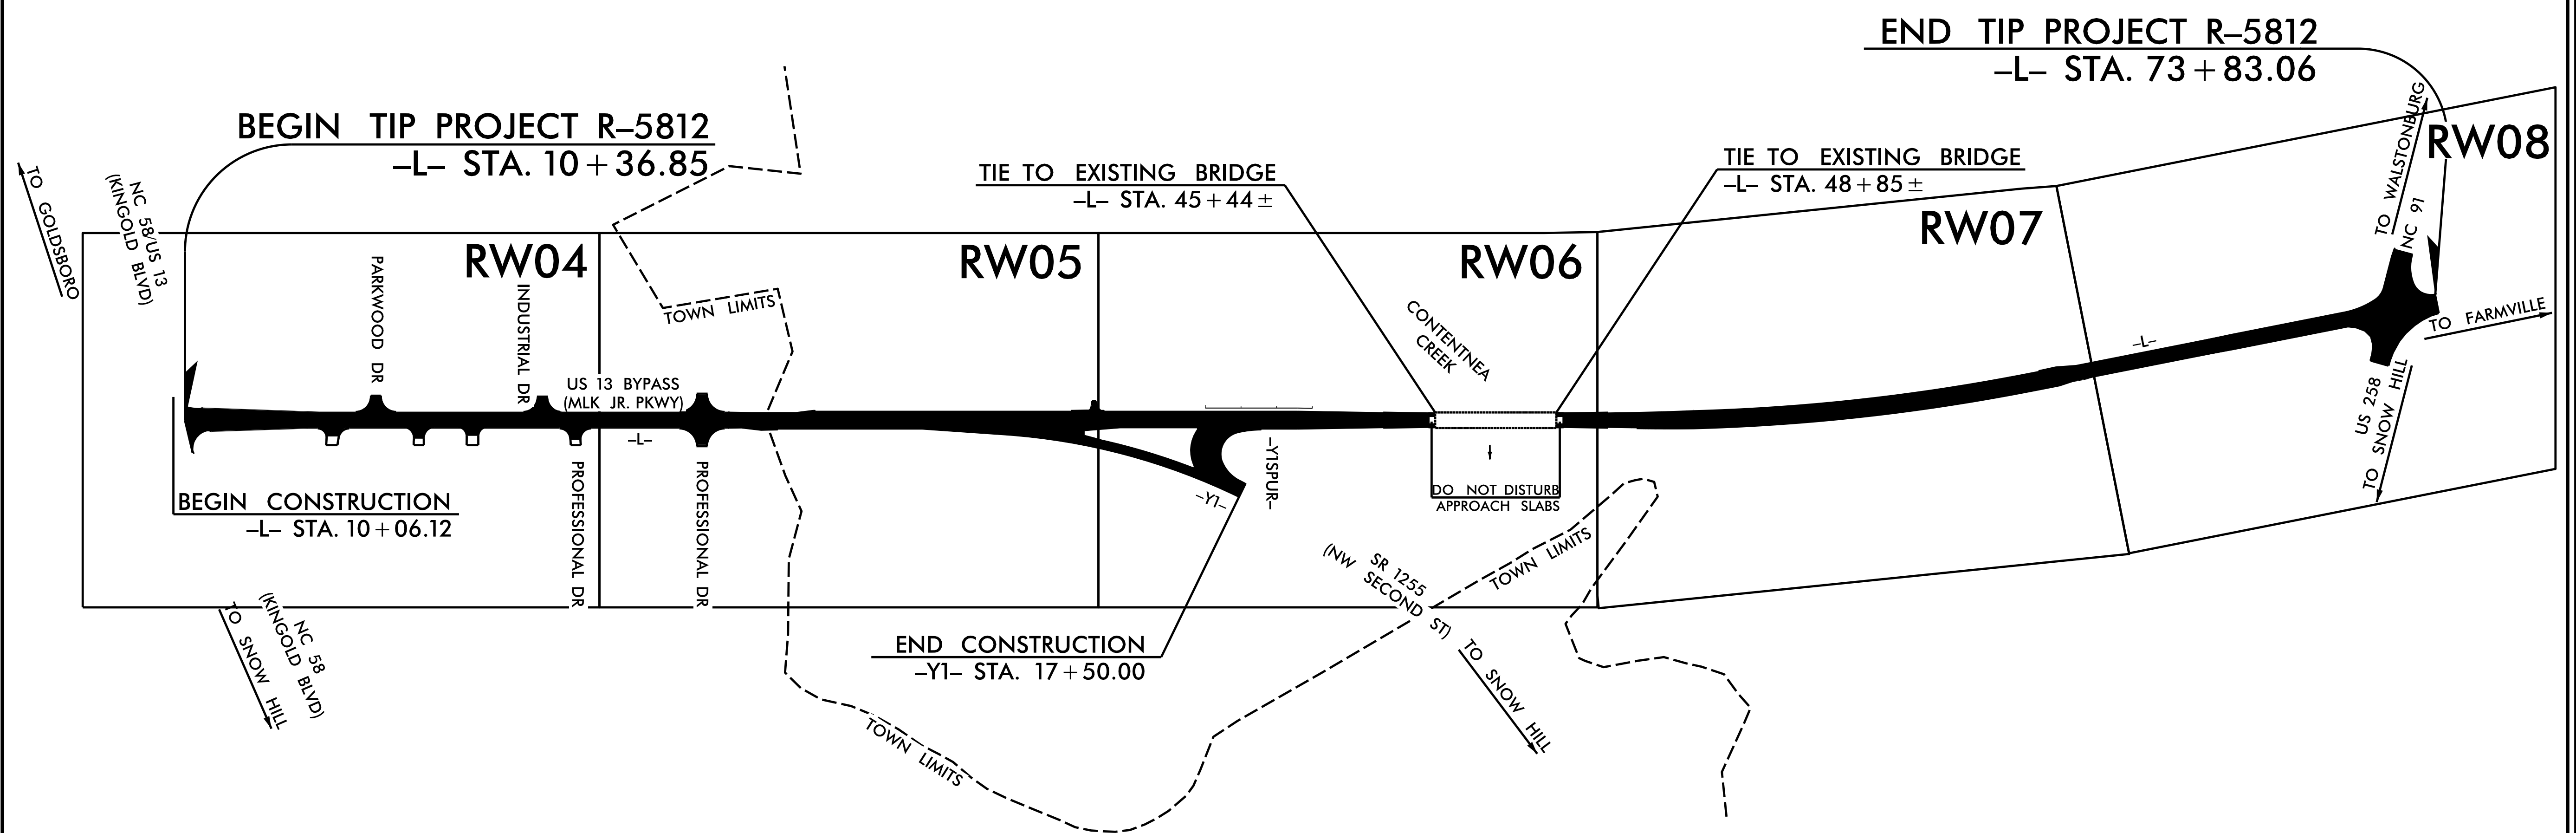 END TIP PROJECT R–5812
–L– STA. 73+83.06
BEGIN TIP PROJECT R–5812
–L– STA. 10+36.85
TIE TO EXISTING BRIDGE
–L– STA. 45+44±
TIE TO EXISTING BRIDGE
–L– STA. 48+85±
RW04
RW05
RW06
RW07
RW08
TO GOLDSBORO
NC 58/US 13
(KINGOLD BLVD)
PARKWOOD DR
INDUSTRIAL DR
US 13 BYPASS
(MLK JR. PKWY)
–L–
TOWN LIMITS
CONTENTNEA
CREEK
–L–
TO WALSTONBURG
NC 91
TO FARMVILLE
US 258
TO SNOW HILL
BEGIN CONSTRUCTION
–L– STA. 10+06.12
PROFESSIONAL DR
PROFESSIONAL DR
–Y1–
–Y1SPUR–
DO NOT DISTURB
APPROACH SLABS
TOWN LIMITS
SR 1255
(NW SECOND ST)
TO SNOW HILL
END CONSTRUCTION
–Y1– STA. 17+50.00
NC 58
(KINGOLD BLVD)
TO SNOW HILL
TOWN LIMITS